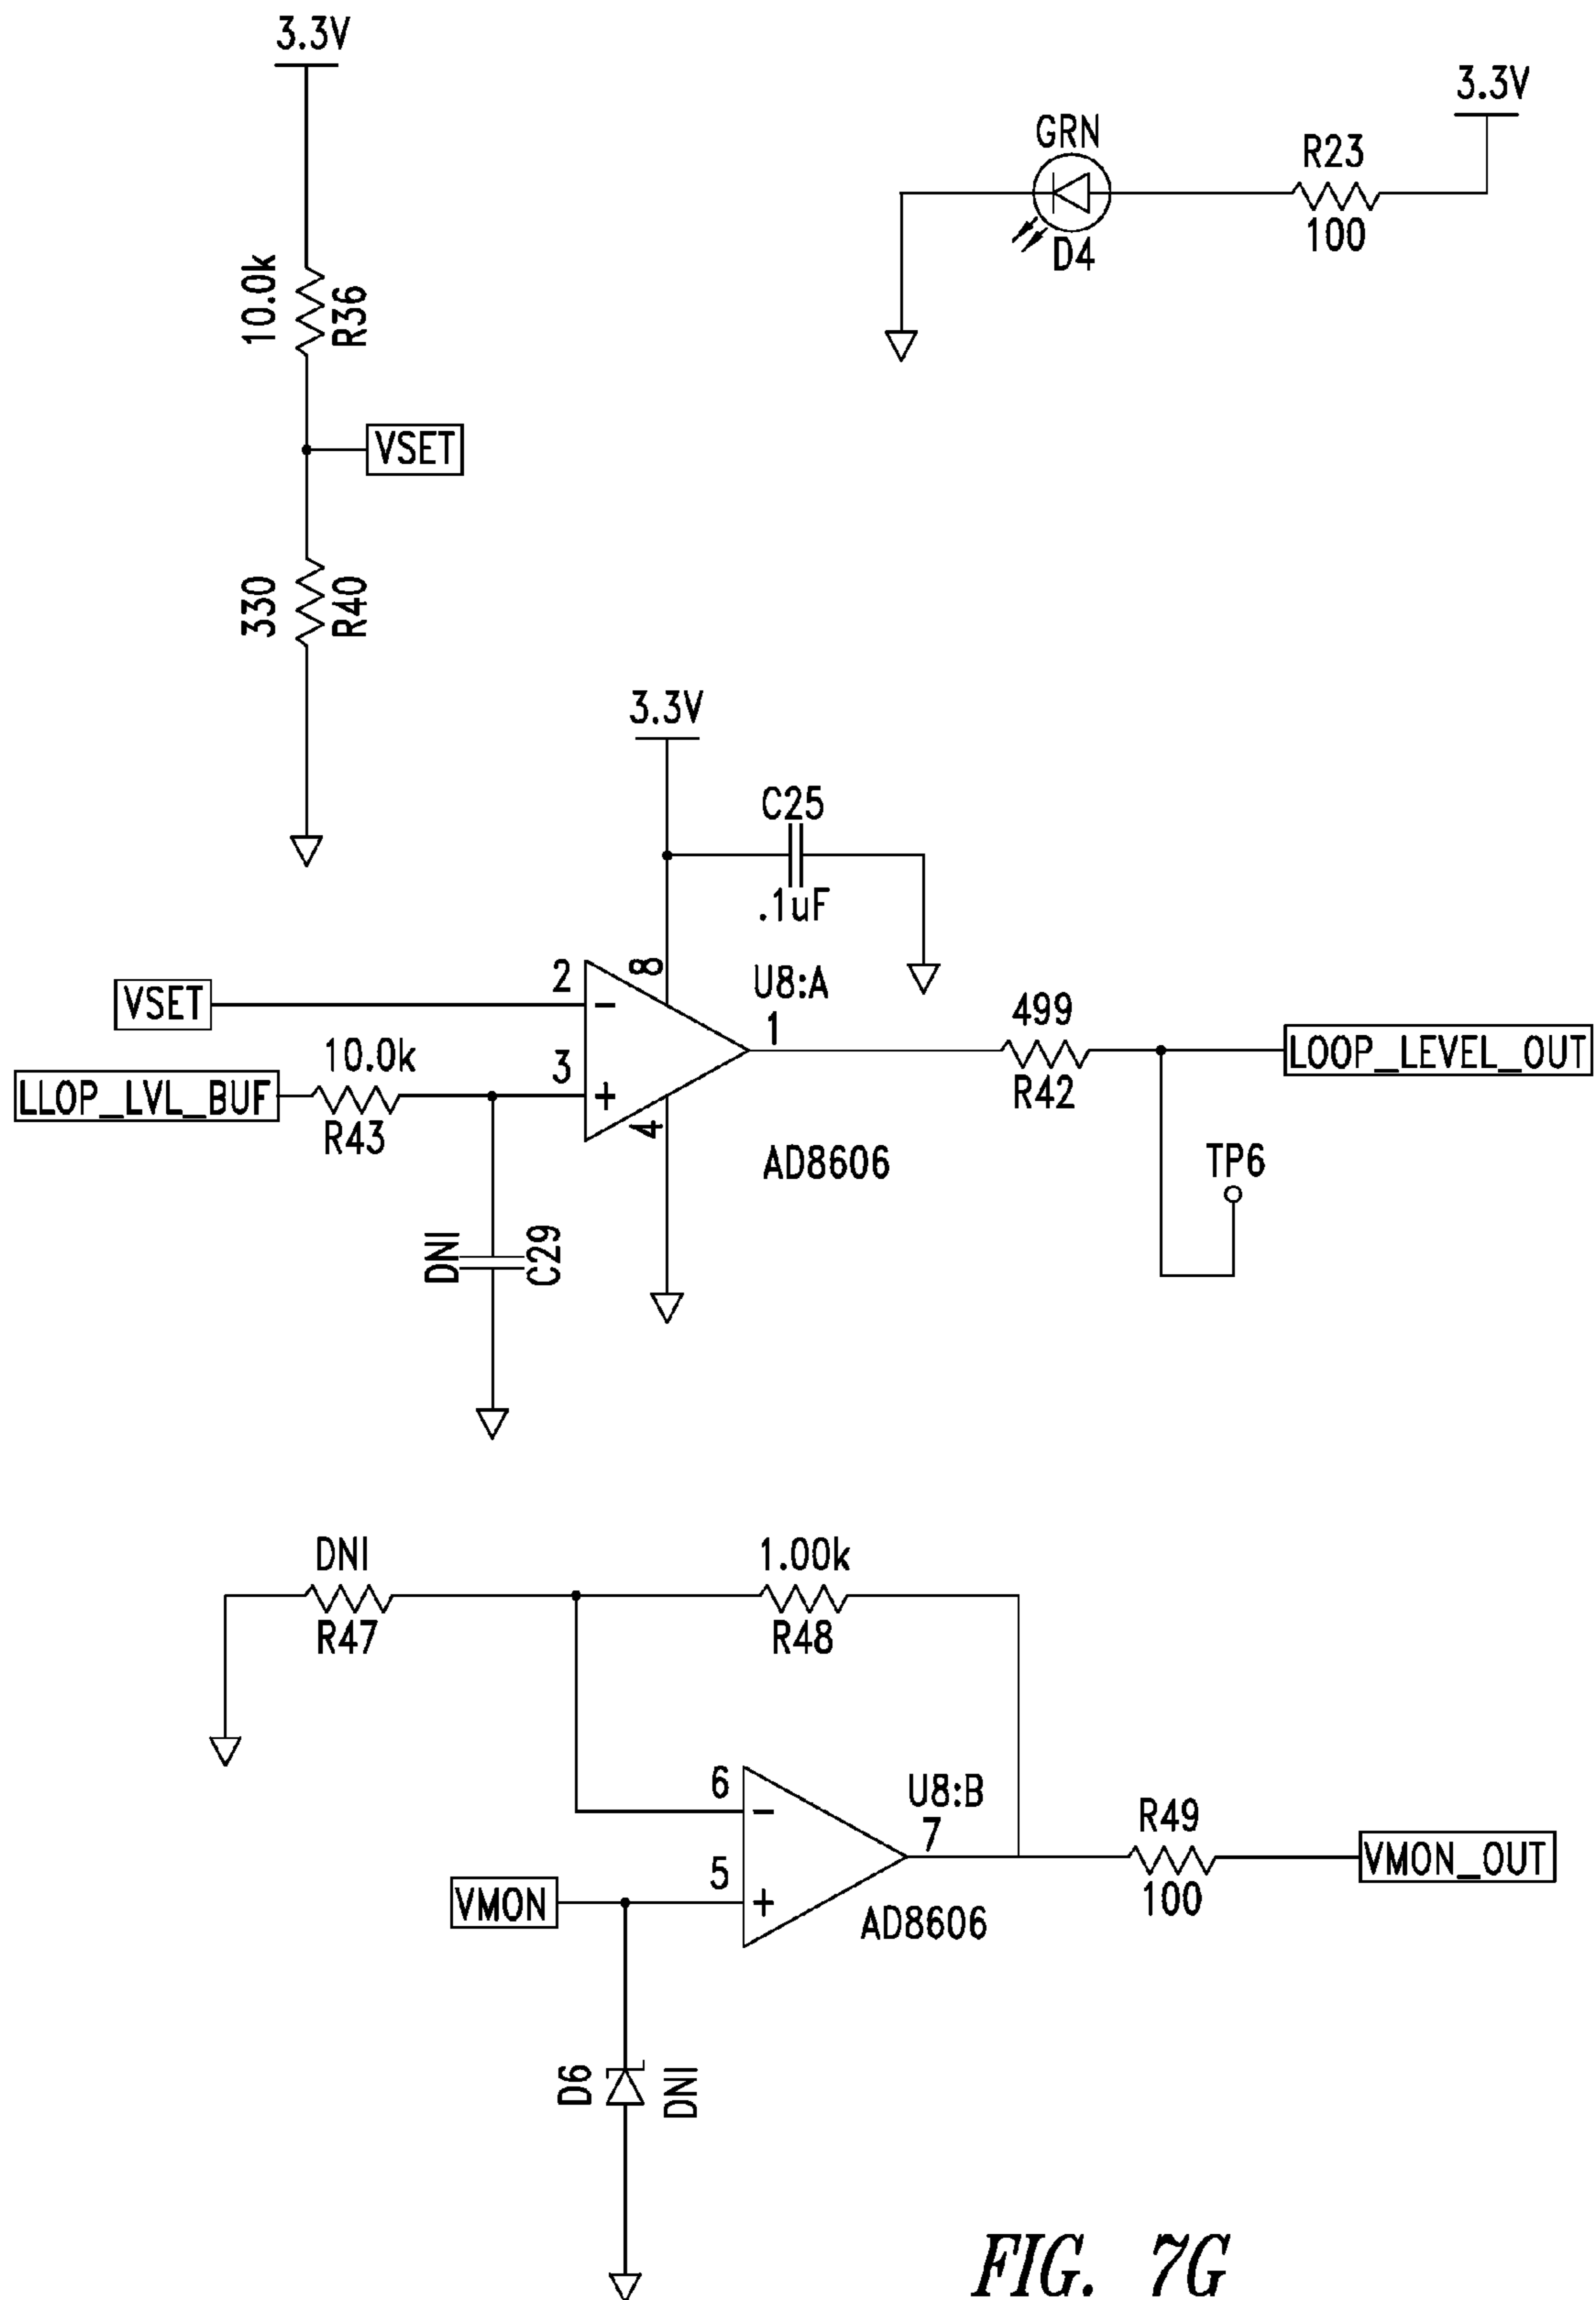 3.3V
10.0k
R36
VSET
330
R40
3.3V
GRN
D4
R23
100
3.3V
C25
.1uF
VSET
2
8
U8:A
1
499
R42
LOOP_LEVEL_OUT
LLOP_LVL_BUF
10.0k
R43
3
4
AD8606
TP6
DNI
C29
DNI
R47
1.00k
R48
6
U8:B
7
R49
100
VMON_OUT
VMON
5
AD8606
D6
DNI
FIG. 7G